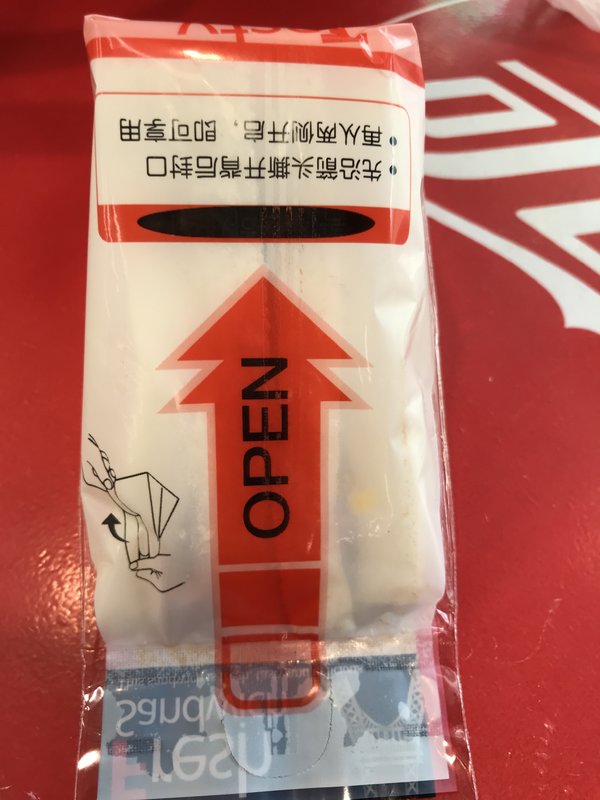 Tasty
• 先沿箭头撕开背后封口
• 再从两侧开启，即可享用
OPEN
Fresh
Sandwich